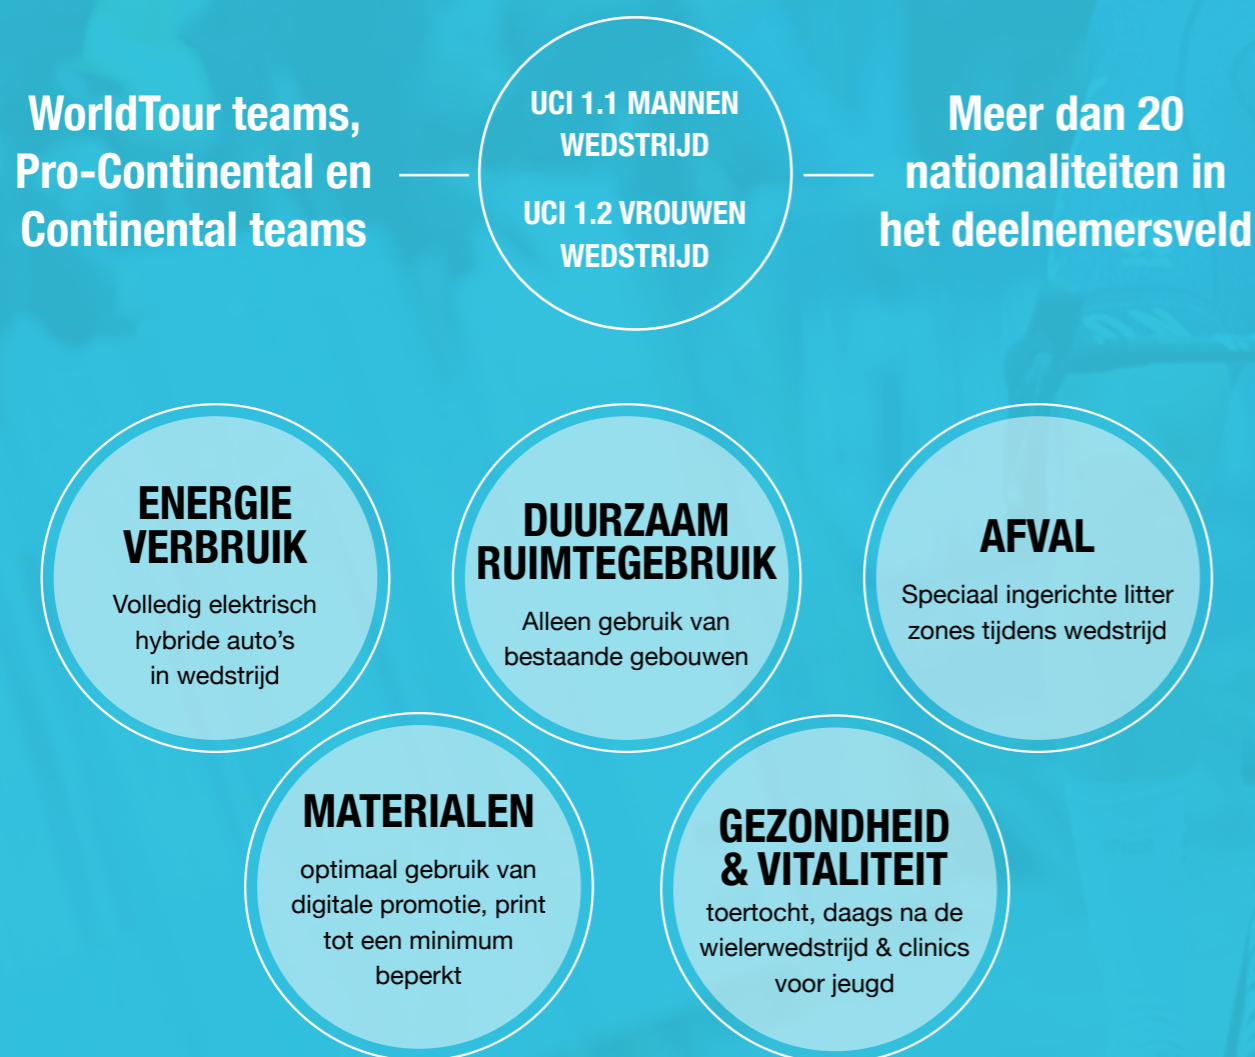 WorldTour teams,
Pro-Continental en
Continental teams
UCI 1.1 MANNEN
WEDSTRIJD
UCI 1.2 VROUWEN
WEDSTRIJD
Meer dan 20
nationaliteiten in
het deelnemersveld
ENERGIE
VERBRUIK
Volledig elektrisch
hybride auto's
in wedstrijd
DUURZAAM
RUIMTEGEBRUIK
Alleen gebruik van
bestaande gebouwen
AFVAL
Speciaal ingerichte litter
zones tijdens wedstrijd
MATERIALEN
optimaal gebruik van
digitale promotie, print
tot een minimum
beperkt
GEZONDHEID
& VITALITEIT
toertocht, daags na de
wielerwedstrijd & clinics
voor jeugd